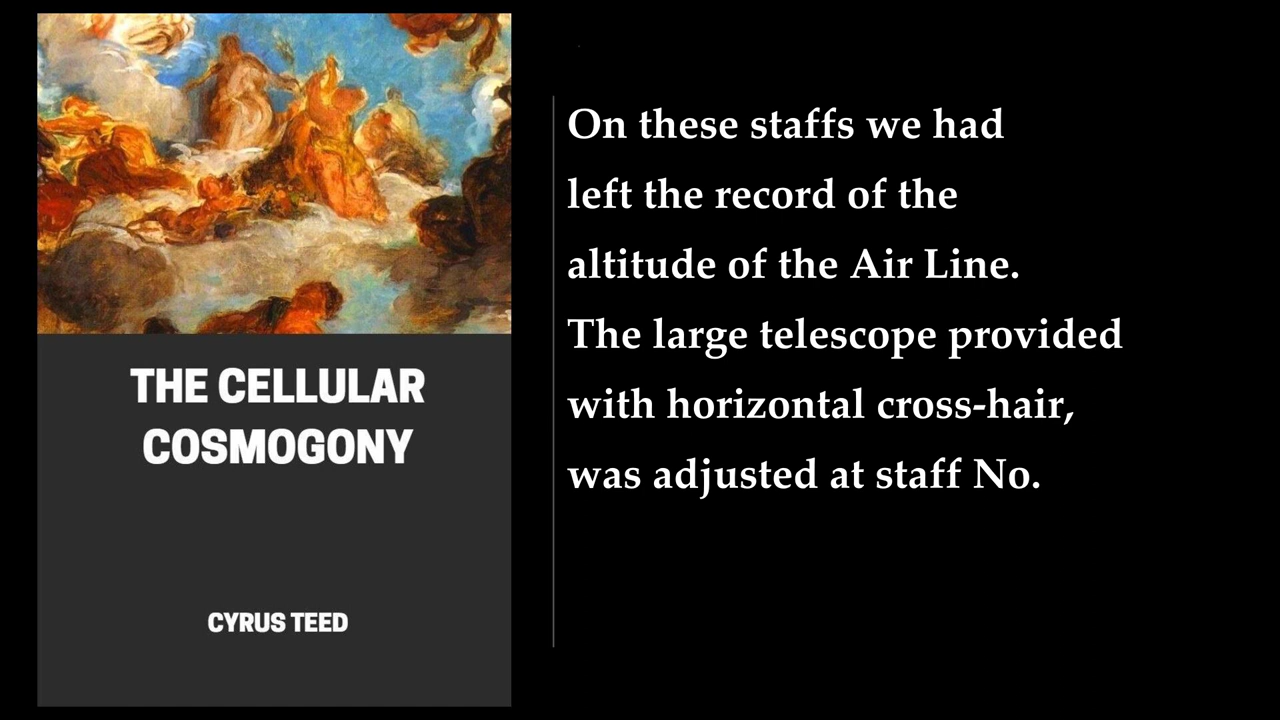 THE CELLULAR
COSMOGONY
CYRUS TEED
On these staffs we had
left the record of the
altitude of the Air Line.
The large telescope provided
with horizontal cross-hair,
was adjusted at staff No.